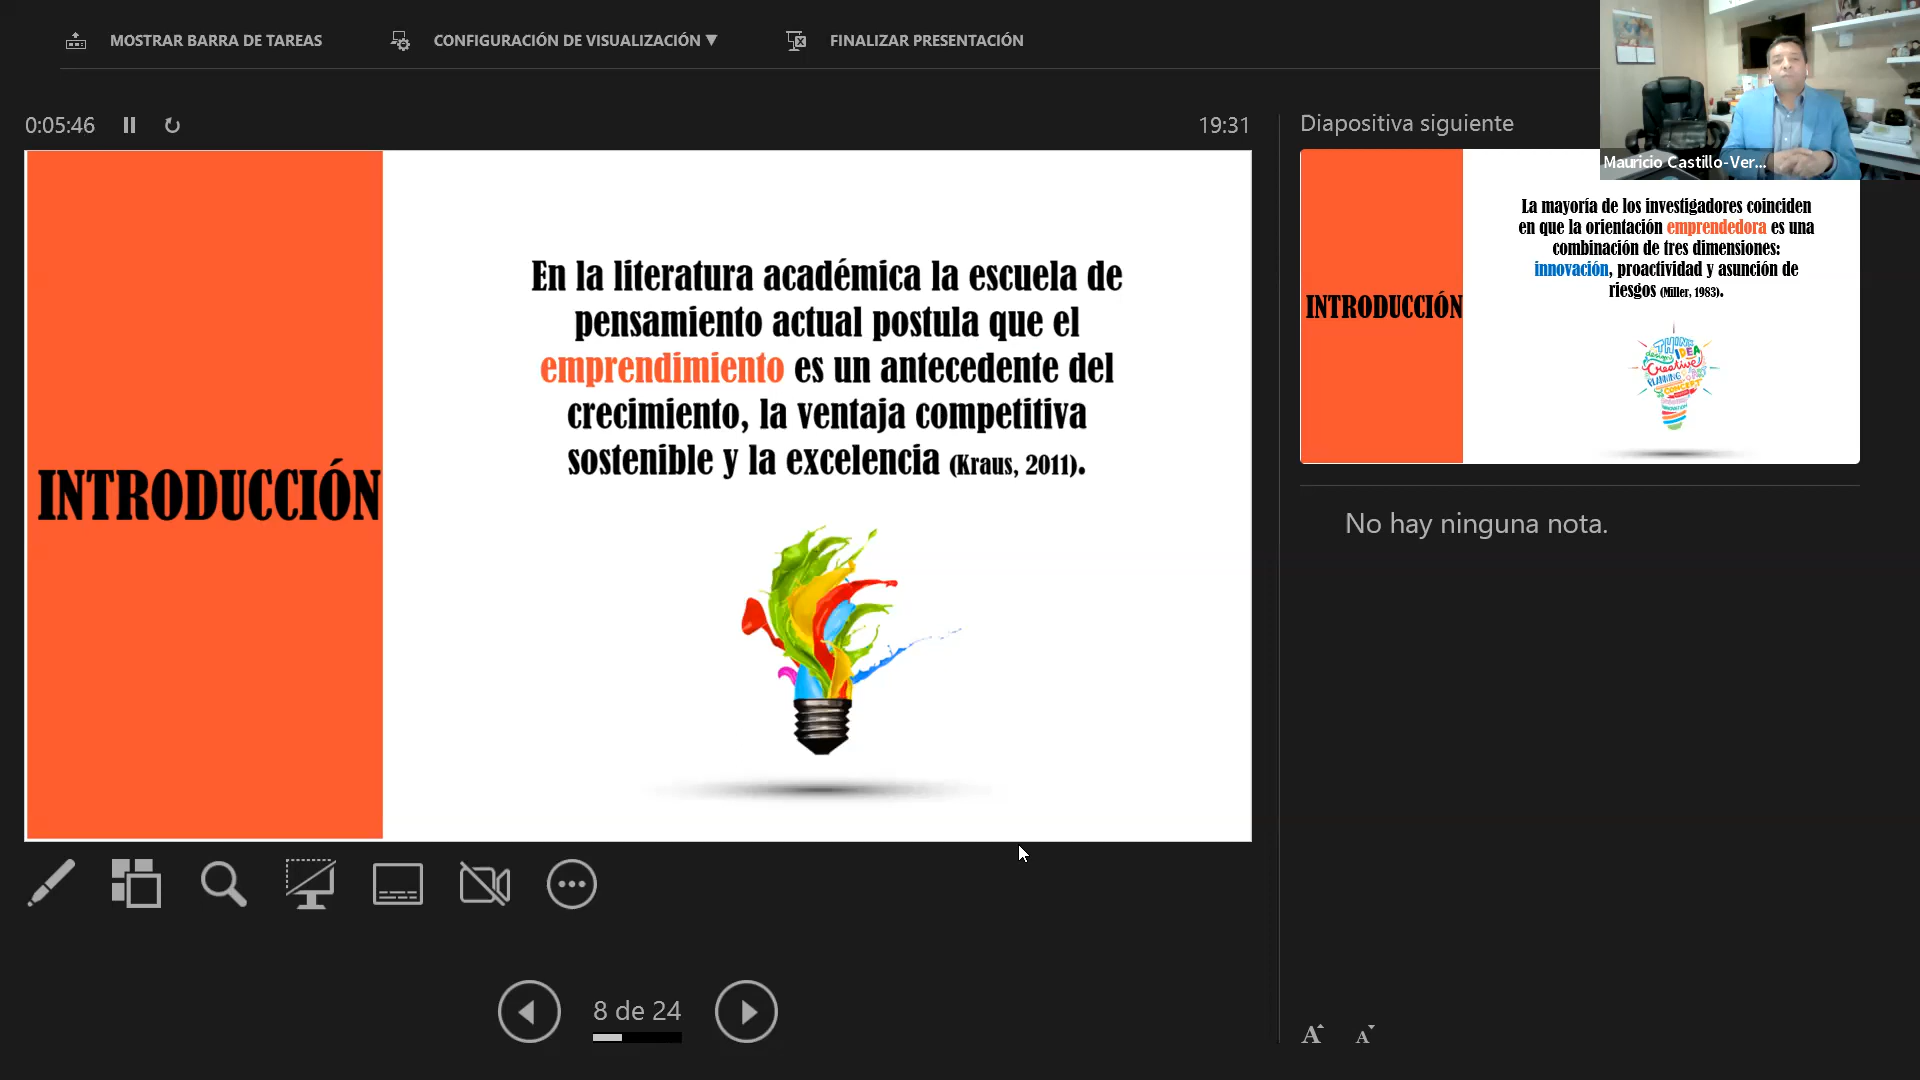 MOSTRAR BARRA DE TAREAS
CONFIGURACIÓN DE VISUALIZACIÓN ▼
FINALIZAR PRESENTACIÓN
0:05:46
19:31
INTRODUCCIÓN
En la literatura académica la escuela de
pensamiento actual postula que el
emprendimiento es un antecedente del
crecimiento, la ventaja competitiva
sostenible y la excelencia (Kraus, 2011).
8 de 24
Diapositiva siguiente
Mauricio Castillo-Ver...
INTRODUCCIÓN
La mayoría de los investigadores coinciden
en que la orientación emprendedora es una
combinación de tres dimensiones:
innovación, proactividad y asunción de
riesgos (Miller, 1983).
THINK
IDEA
Creative
PLANNING
CONCEPT
No hay ninguna nota.
A
A